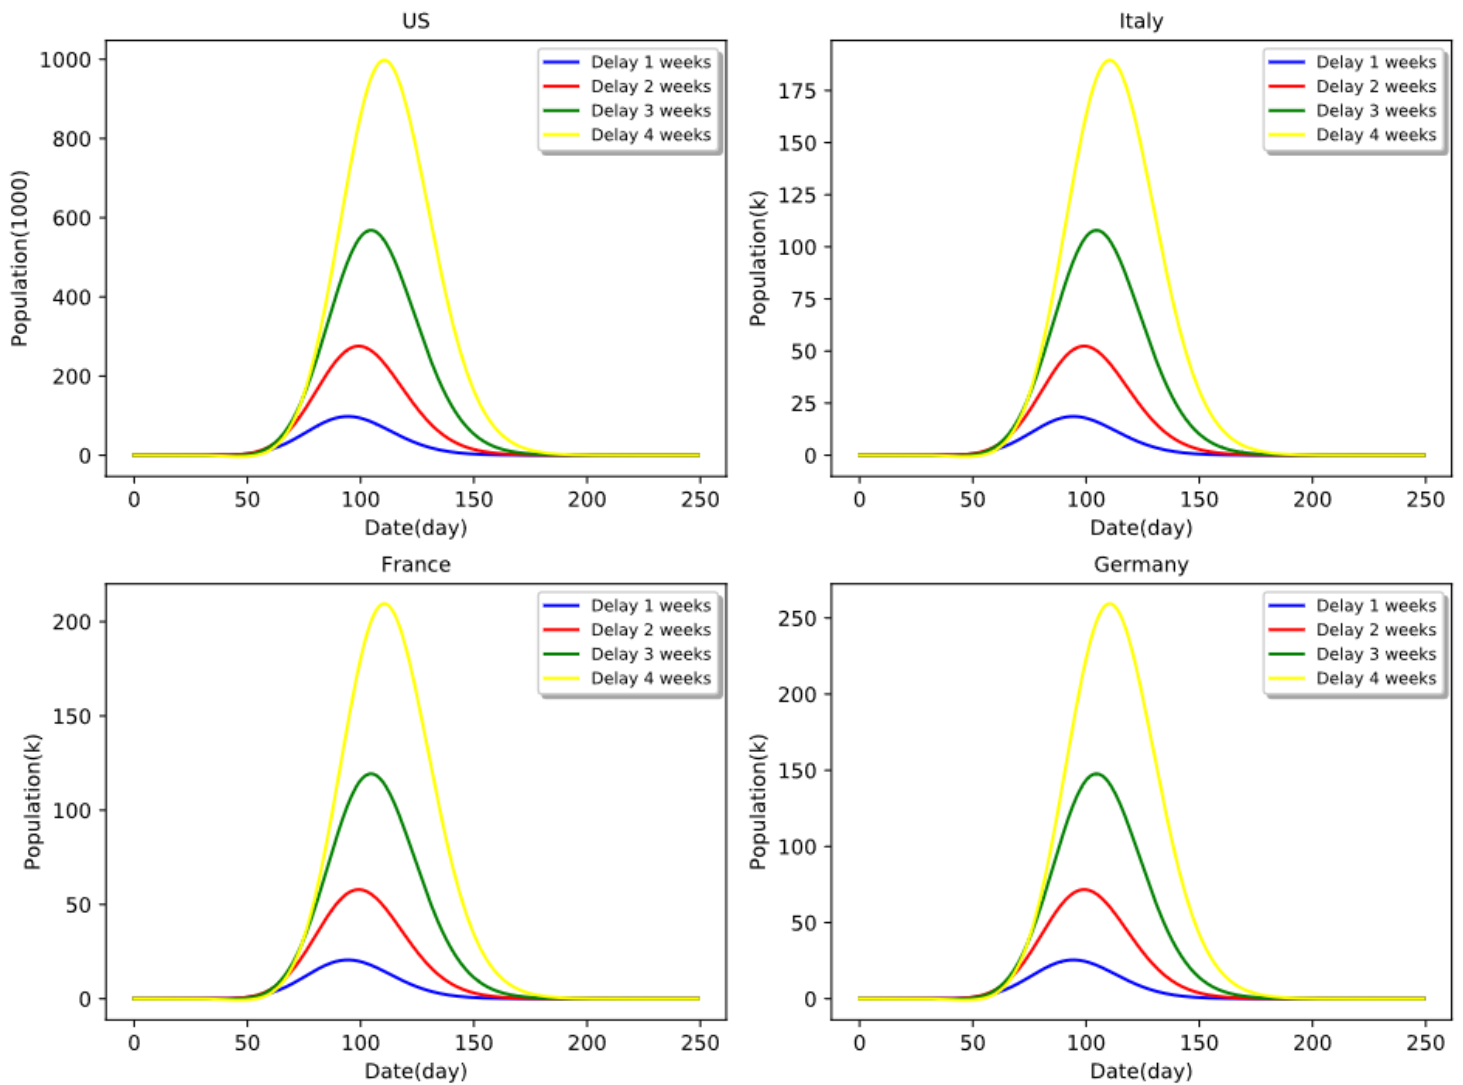 US
Population(1000)
1000
800
600
400
200
0
0 50 100 150 200 250
Date(day)
Delay 1 weeks
Delay 2 weeks
Delay 3 weeks
Delay 4 weeks
Italy
Population(k)
175
150
125
100
75
50
25
0
0 50 100 150 200 250
Date(day)
Delay 1 weeks
Delay 2 weeks
Delay 3 weeks
Delay 4 weeks
France
Population(k)
200
150
100
50
0
0 50 100 150 200 250
Date(day)
Delay 1 weeks
Delay 2 weeks
Delay 3 weeks
Delay 4 weeks
Germany
Population(k)
250
200
150
100
50
0
0 50 100 150 200 250
Date(day)
Delay 1 weeks
Delay 2 weeks
Delay 3 weeks
Delay 4 weeks